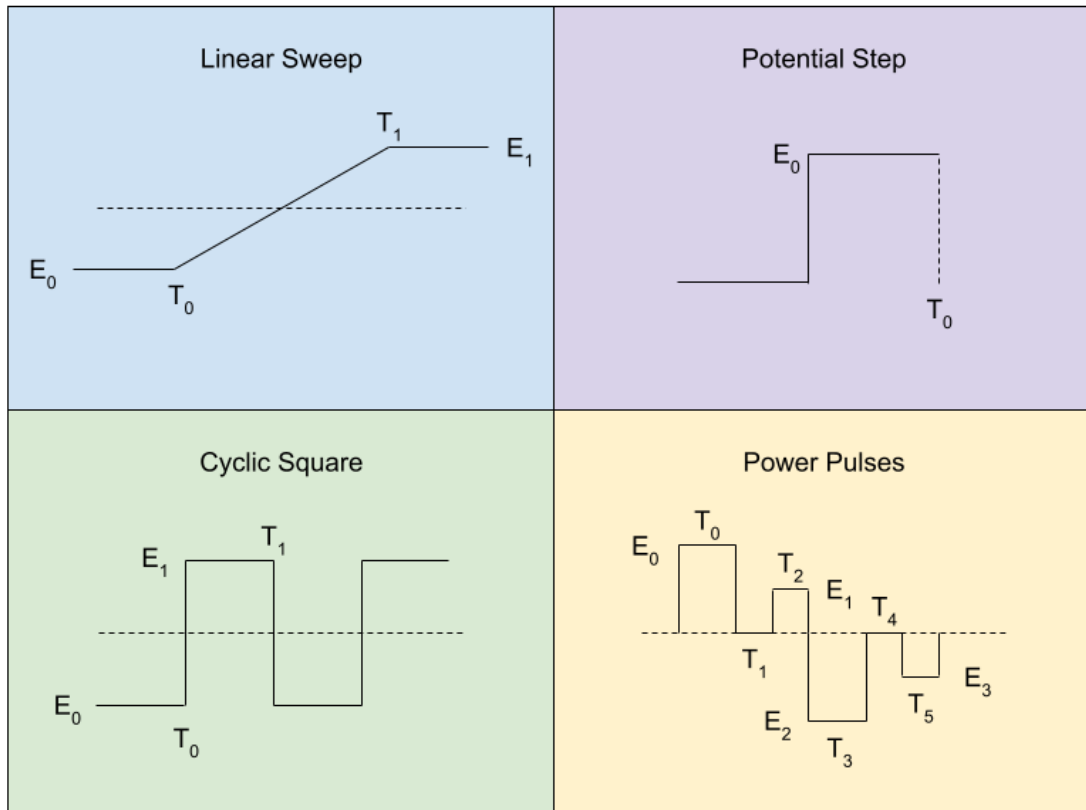 Linear Sweep
T₁
E₁
E₀
T₀
Potential Step
E₀
T₀
Cyclic Square
E₁
T₁
E₀
T₀
Power Pulses
E₀
T₀
T₂
E₁
T₄
T₁
E₃
T₅
E₂
T₃